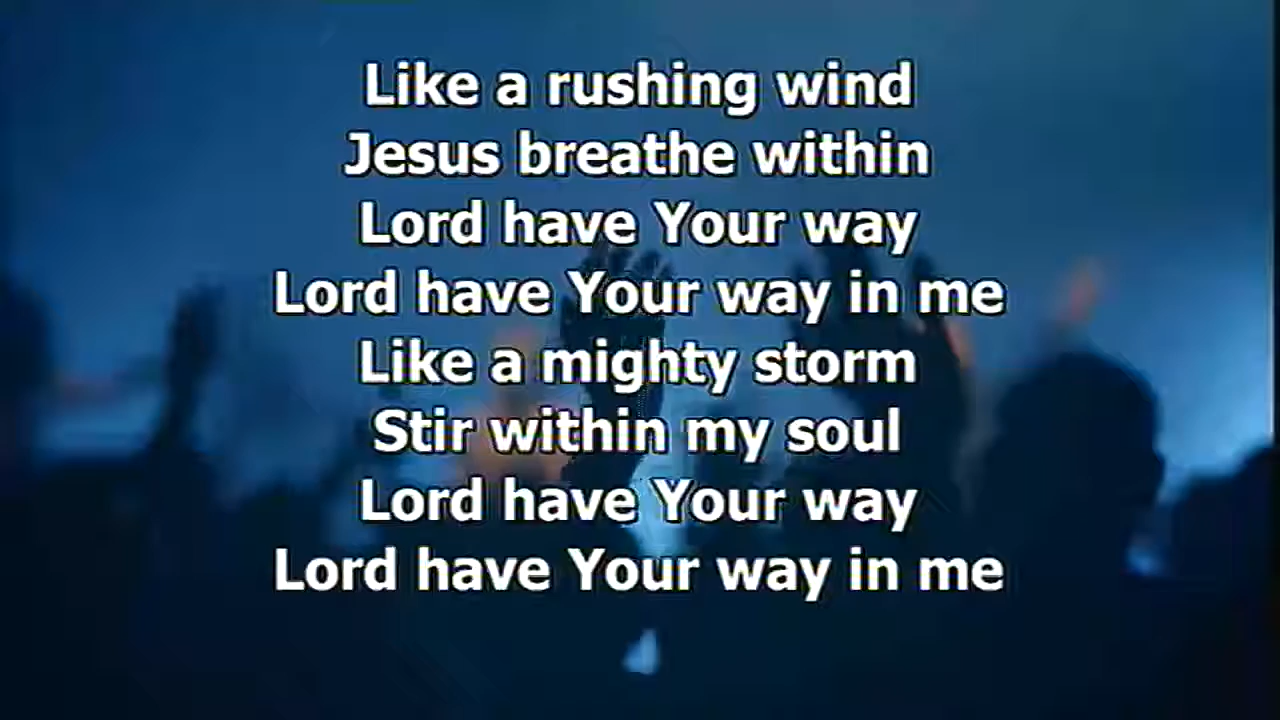 Like a rushing wind
Jesus breathe within
Lord have Your way
Lord have Your way in me
Like a mighty storm
Stir within my soul
Lord have Your way
Lord have Your way in me